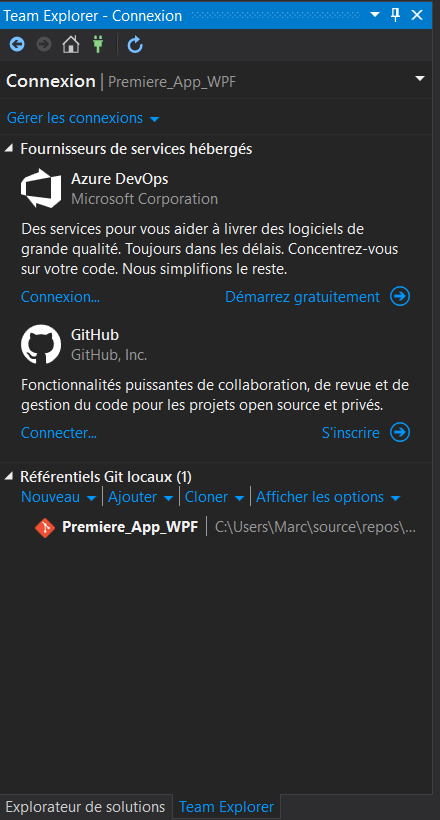 Team Explorer - Connexion
Connexion | Premiere_App_WPF
Gérer les connexions
Fournisseurs de services hébergés
Azure DevOps
Microsoft Corporation
Des services pour vous aider à livrer des logiciels de
grande qualité. Toujours dans les délais. Concentrez-vous
sur votre code. Nous simplifions le reste.
Connexion... Démarrez gratuitement
GitHub
GitHub, Inc.
Fonctionnalités puissantes de collaboration, de revue et de
gestion du code pour les projets open source et privés.
Connecter... S'inscrire
Référentiels Git locaux (1)
Nouveau | Ajouter | Cloner | Afficher les options
Premiere_App_WPF | C:\Users\Marc\source\repos\...
Explorateur de solutions Team Explorer